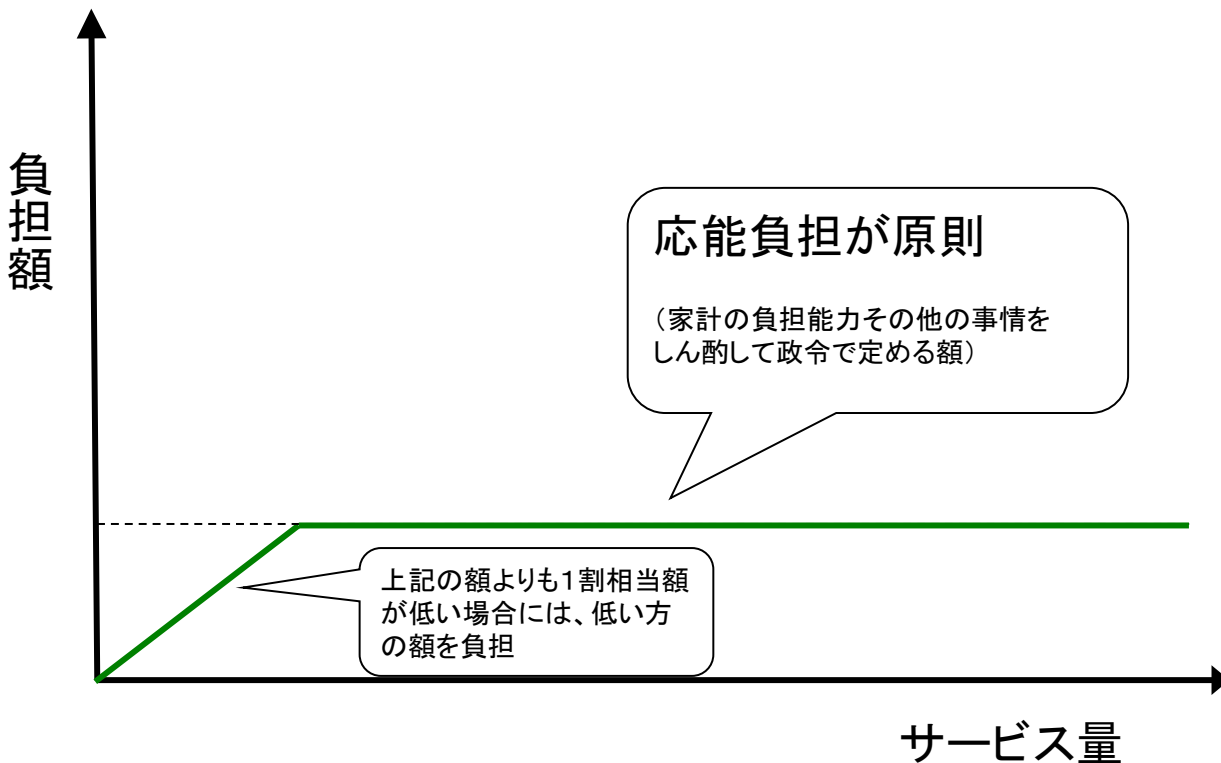 負担額
応能負担が原則
（家計の負担能力その他の事情を
しん酌して政令で定める額）
上記の額よりも１割相当額
が低い場合には、低い方
の額を負担
サービス量